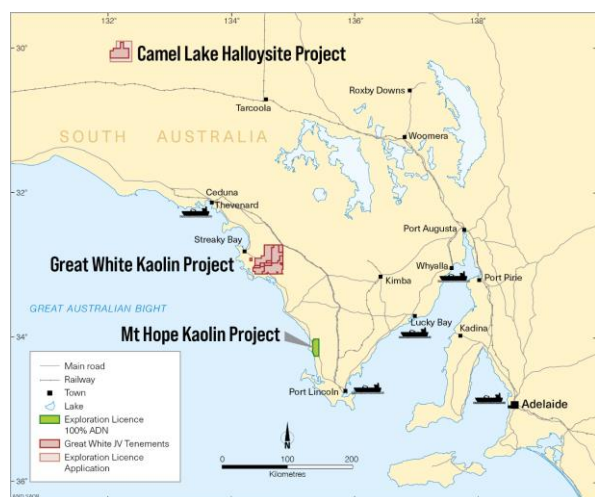 132°
134°
136°
138°
30°
Camel Lake Halloysite Project
Roxby Downs
Tarcoola
Woomera
SOUTH AUSTRALIA
32°
Ceduna
Thevenard
Port Augusta
Streaky Bay
Great White Kaolin Project
Whyalla
Port Pirie
Kimba
GREAT AUSTRALIAN BIGHT
Lucky Bay
Kadina
34°
Mt Hope Kaolin Project
Main road
Railway
Town
Lake
Port Lincoln
Adelaide
Exploration Licence
100% ADN
Great White JV Tenements
Exploration Licence
Application
N
0 100 200
Kilometres
36°